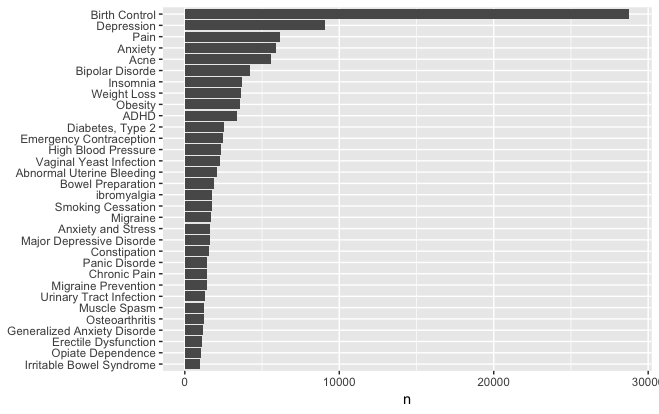 Birth Control
Depression
Pain
Anxiety
Acne
Bipolar Disorde
Insomnia
Weight Loss
Obesity
ADHD
Diabetes, Type 2
Emergency Contraception
High Blood Pressure
Vaginal Yeast Infection
Abnormal Uterine Bleeding
Bowel Preparation
ibromyalgia
Smoking Cessation
Migraine
Anxiety and Stress
Major Depressive Disorde
Constipation
Panic Disorde
Chronic Pain
Migraine Prevention
Urinary Tract Infection
Muscle Spasm
Osteoarthritis
Generalized Anxiety Disorde
Erectile Dysfunction
Opiate Dependence
Irritable Bowel Syndrome
0 10000 20000 3000
n